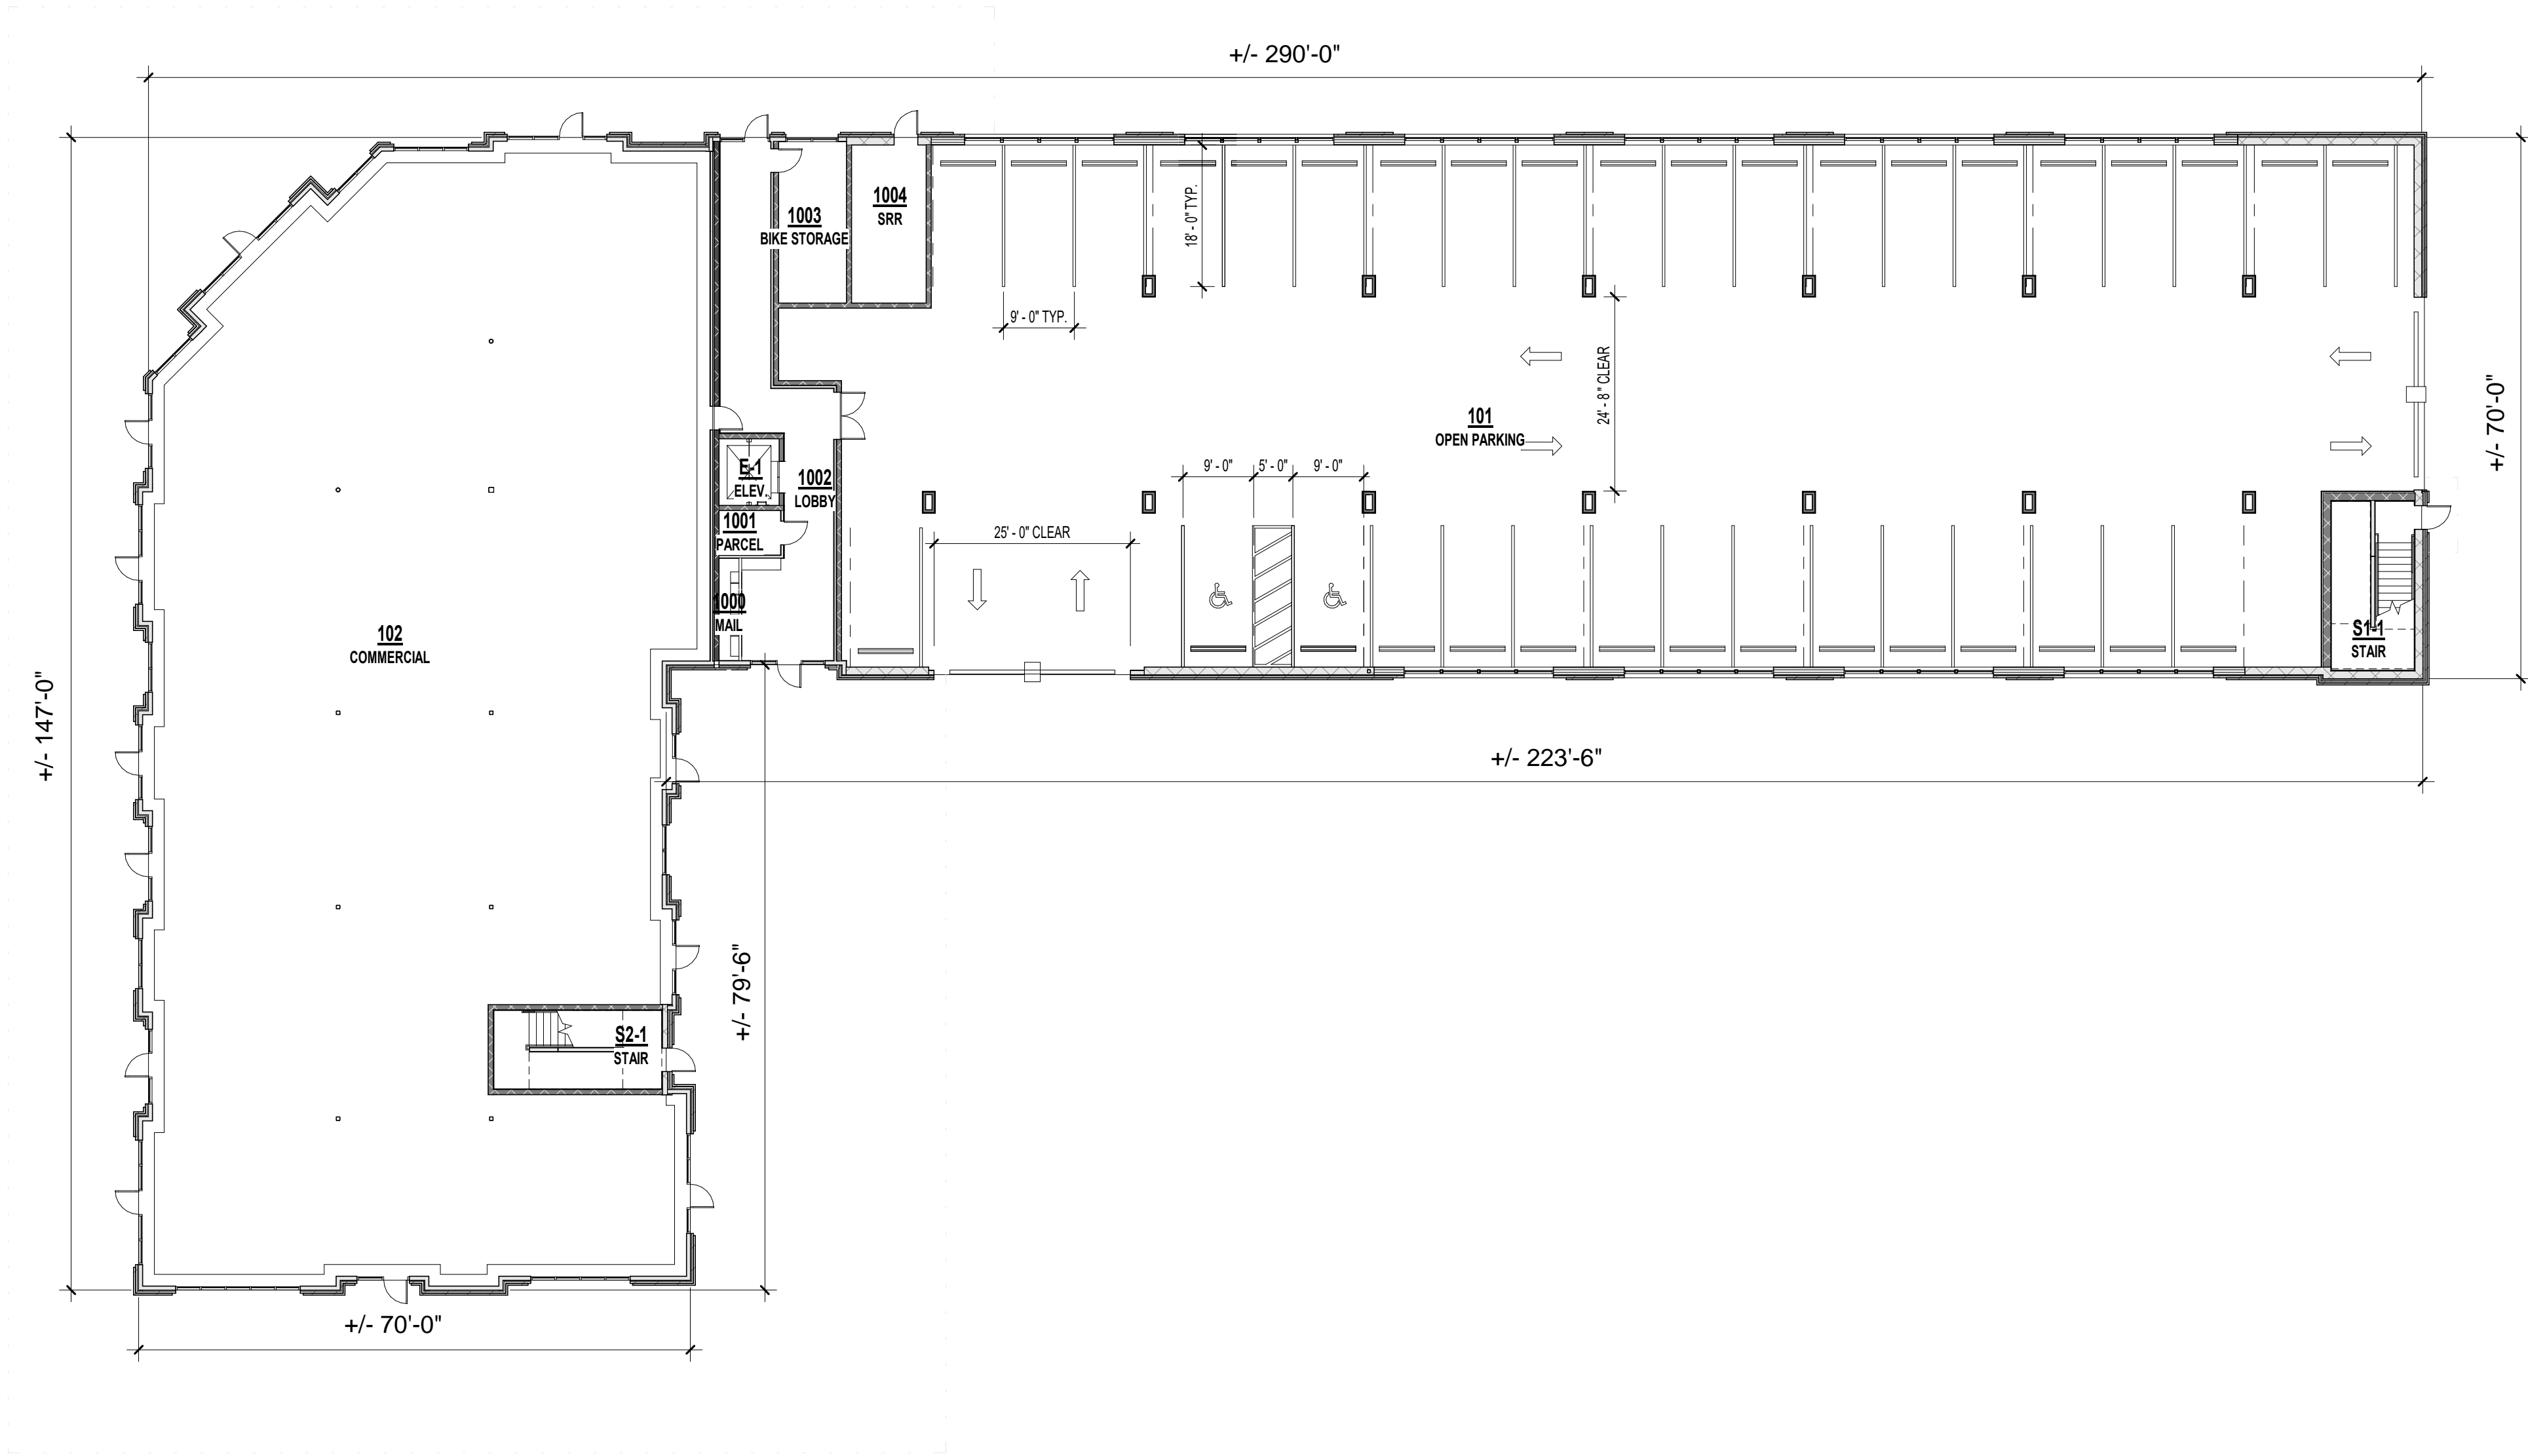 +/- 290'-0"
1004
SRR
1003
BIKE STORAGE
18' - 0" TYP.
9' - 0" TYP.
24' - 8" CLEAR
101
OPEN PARKING
+/- 70'-0"
E-1
ELEV.
1002
LOBBY
9' - 0"
5' - 0"
9' - 0"
1001
PARCEL
25' - 0" CLEAR
1000
MAIL
102
COMMERCIAL
S1-1
STAIR
+/- 147'-0"
+/- 223'-6"
+/- 79'-6"
S2-1
STAIR
+/- 70'-0"